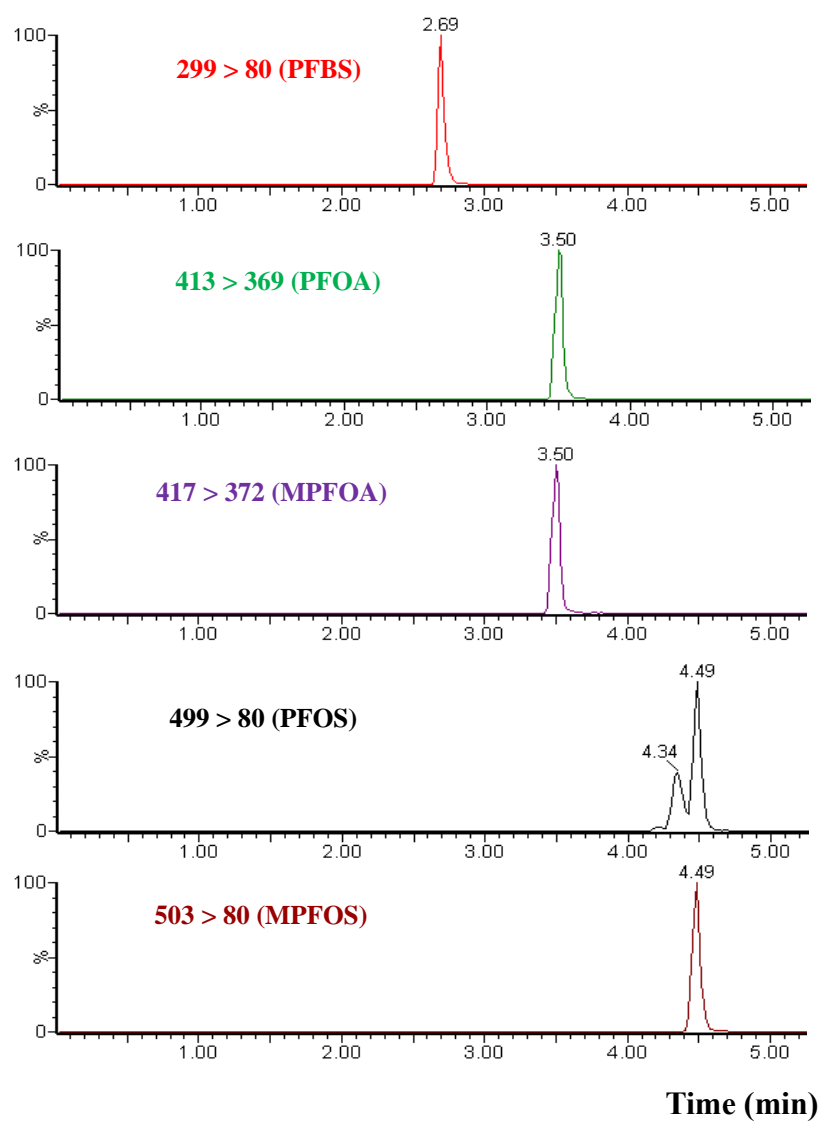 2.69
100
299 > 80 (PFBS)
%
0
1.00 2.00 3.00 4.00 5.00
3.50
100
413 > 369 (PFOA)
%
0
1.00 2.00 3.00 4.00 5.00
3.50
100
417 > 372 (MPFOA)
%
0
1.00 2.00 3.00 4.00 5.00
4.49
100
499 > 80 (PFOS)
4.34
%
0
1.00 2.00 3.00 4.00 5.00
4.49
100
503 > 80 (MPFOS)
%
0
1.00 2.00 3.00 4.00 5.00
Time (min)